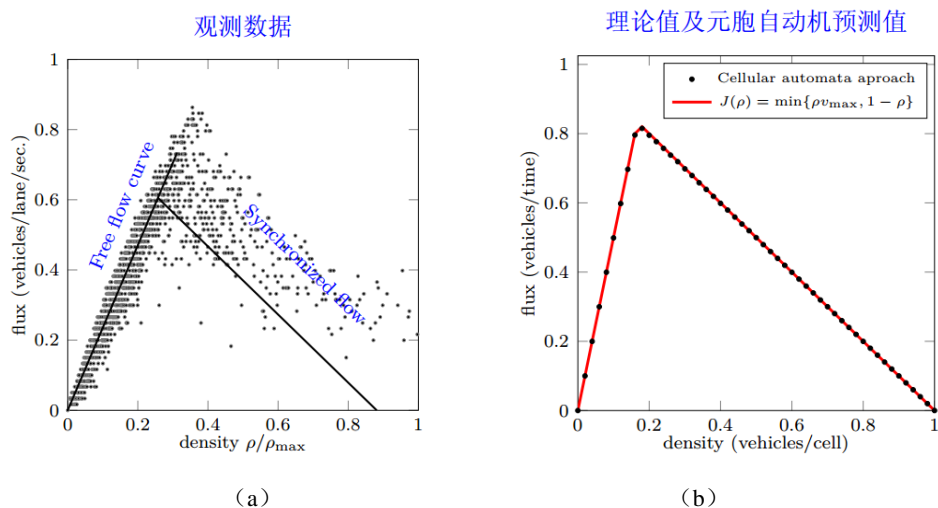 观测数据
1
0.8
0.6
0.4
0.2
0
0 0.2 0.4 0.6 0.8 1
flux (vehicles/lane/sec.)
density ρ/ρmax
Free flow curve
Synchronized flow
(a)
理论值及元胞自动机预测值
1
0.8
0.6
0.4
0.2
0
0 0.2 0.4 0.6 0.8 1
flux (vehicles/time)
density (vehicles/cell)
Cellular automata aproach
J(ρ) = min{ρvmax, 1 − ρ}
(b)